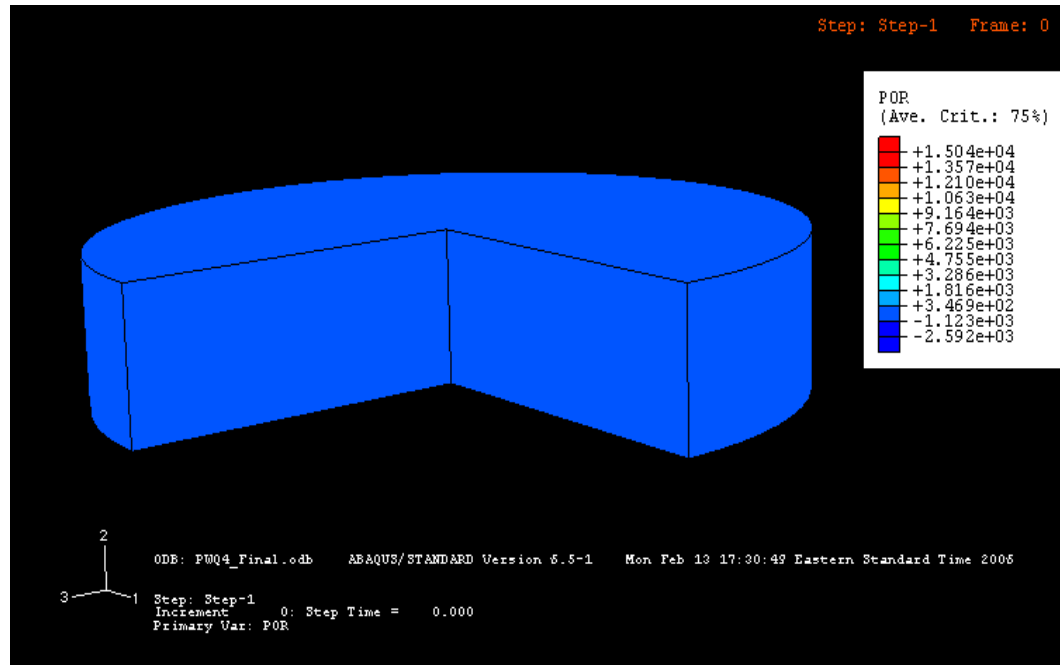 Step: Step-1 Frame: 0
POR
(Ave. Crit.: 75%)
+1.504e+04
+1.357e+04
+1.210e+04
+1.063e+04
+9.164e+03
+7.694e+03
+6.225e+03
+4.755e+03
+3.286e+03
+1.816e+03
+3.469e+02
-1.123e+03
-2.592e+03
2
3
1
ODB: PWQ4_Final.odb ABAQUS/STANDARD Version 6.5-1 Mon Feb 13 17:30:49 Eastern Standard Time 2006
Step: Step-1
Increment 0: Step Time = 0.000
Primary Var: POR